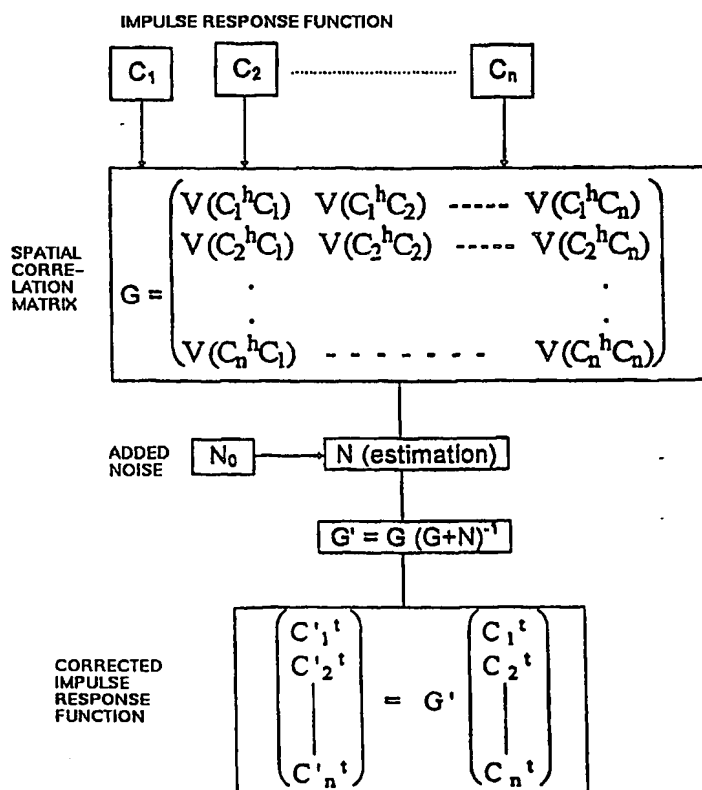 IMPULSE RESPONSE FUNCTION
C₁ C₂ ........................ Cₙ
SPATIAL
CORRE-
LATION
MATRIX
G =
V(C₁ʰC₁) V(C₁ʰC₂) ----- V(C₁ʰCₙ)
V(C₂ʰC₁) V(C₂ʰC₂) ----- V(C₂ʰCₙ)
. .
. .
V(CₙʰC₁) - - - - - - - V(CₙʰCₙ)
ADDED
NOISE
N₀
N (estimation)
G' = G (G+N)⁻¹
CORRECTED
IMPULSE
RESPONSE
FUNCTION
C'₁ᵗ C₁ᵗ
C'₂ᵗ C₂ᵗ
= G'
C'ₙᵗ Cₙᵗ